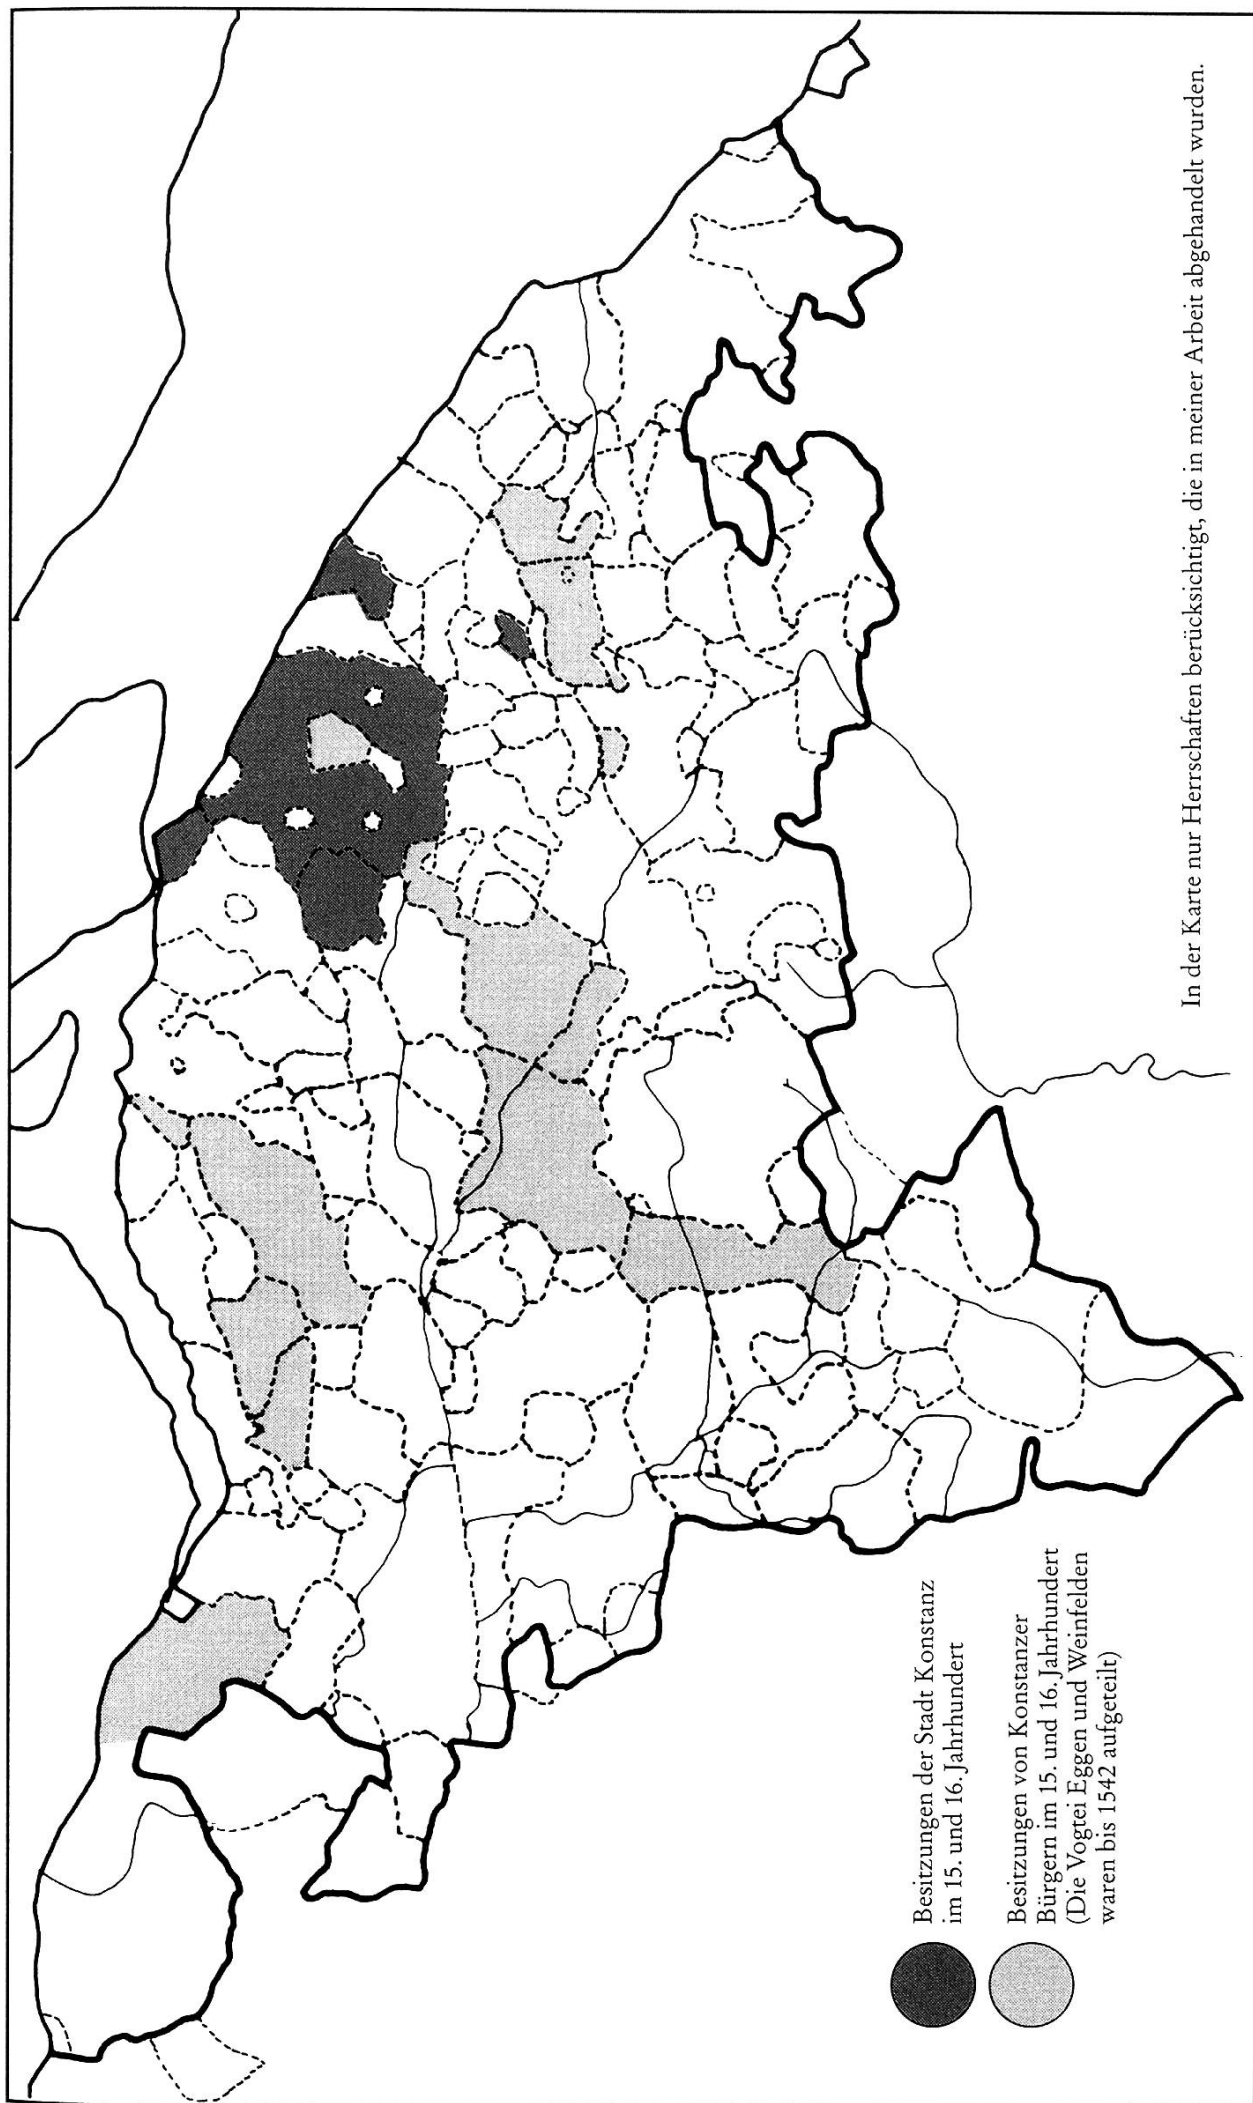 Besitzungen der Stadt Konstanz
im 15. und 16. Jahrhundert
Besitzungen von Konstanzer
Bürgern im 15. und 16. Jahrhundert
(Die Vogtei Eggen und Weinfelden
waren bis 1542 aufgeteilt)
In der Karte nur Herrschaften berücksichtigt, die in meiner Arbeit abgehandelt wurden.